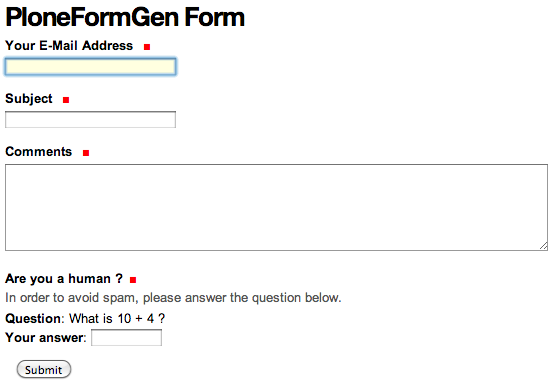 PloneFormGen Form
Your E-Mail Address
Subject
Comments
Are you a human ?
In order to avoid spam, please answer the question below.
Question: What is 10 + 4 ?
Your answer:
Submit